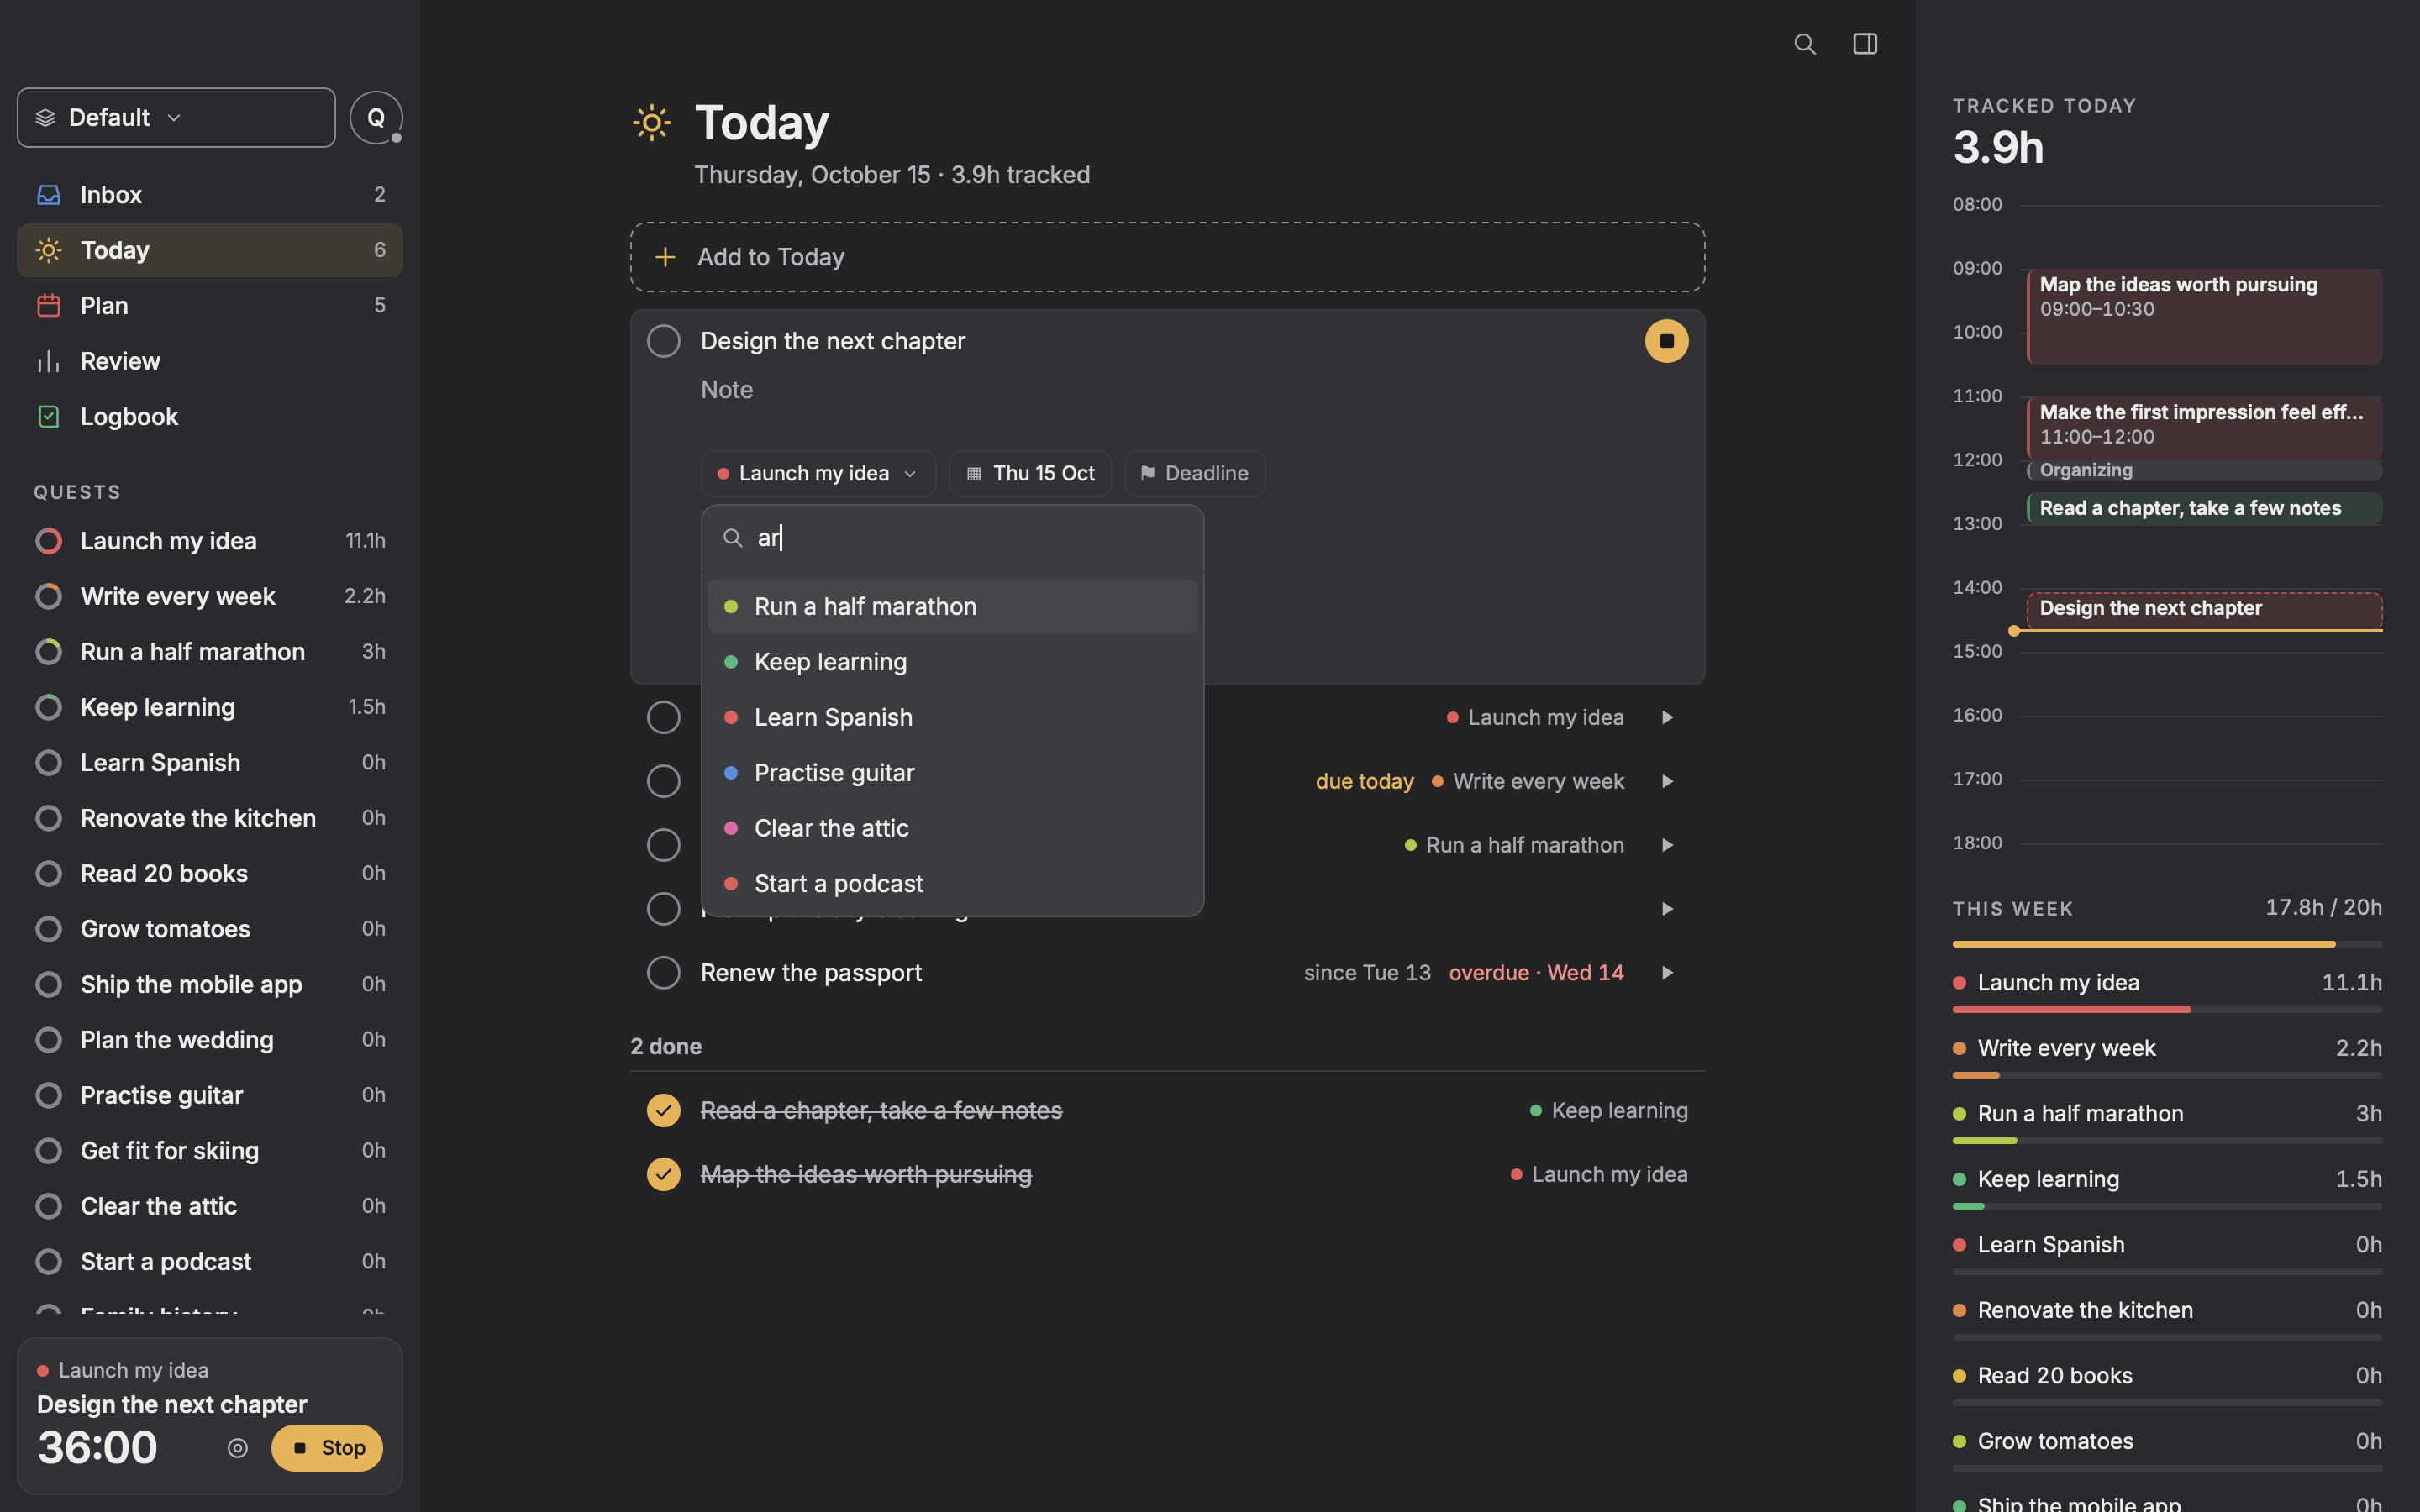 Default
Q
Inbox 2
Today 6
Plan 5
Review
Logbook
QUESTS
Launch my idea 11.1h
Write every week 2.2h
Run a half marathon 3h
Keep learning 1.5h
Learn Spanish 0h
Renovate the kitchen 0h
Read 20 books 0h
Grow tomatoes 0h
Ship the mobile app 0h
Plan the wedding 0h
Practise guitar 0h
Get fit for skiing 0h
Clear the attic 0h
Start a podcast 0h
Family history 0h
Launch my idea
Design the next chapter
36:00
Stop
Today
Thursday, October 15 · 3.9h tracked
Add to Today
Design the next chapter
Note
Launch my idea
Thu 15 Oct
Deadline
ar
Run a half marathon
Keep learning
Learn Spanish
Practise guitar
Clear the attic
Start a podcast
Launch my idea
due today Write every week
Run a half marathon
Renew the passport since Tue 13 overdue · Wed 14
2 done
Read a chapter, take a few notes Keep learning
Map the ideas worth pursuing Launch my idea
TRACKED TODAY
3.9h
08:00
09:00
Map the ideas worth pursuing
09:00–10:30
10:00
11:00
Make the first impression feel eff...
11:00–12:00
12:00
Organizing
Read a chapter, take a few notes
13:00
14:00
Design the next chapter
15:00
16:00
17:00
18:00
THIS WEEK 17.8h / 20h
Launch my idea 11.1h
Write every week 2.2h
Run a half marathon 3h
Keep learning 1.5h
Learn Spanish 0h
Renovate the kitchen 0h
Read 20 books 0h
Grow tomatoes 0h
Ship the mobile app 0h